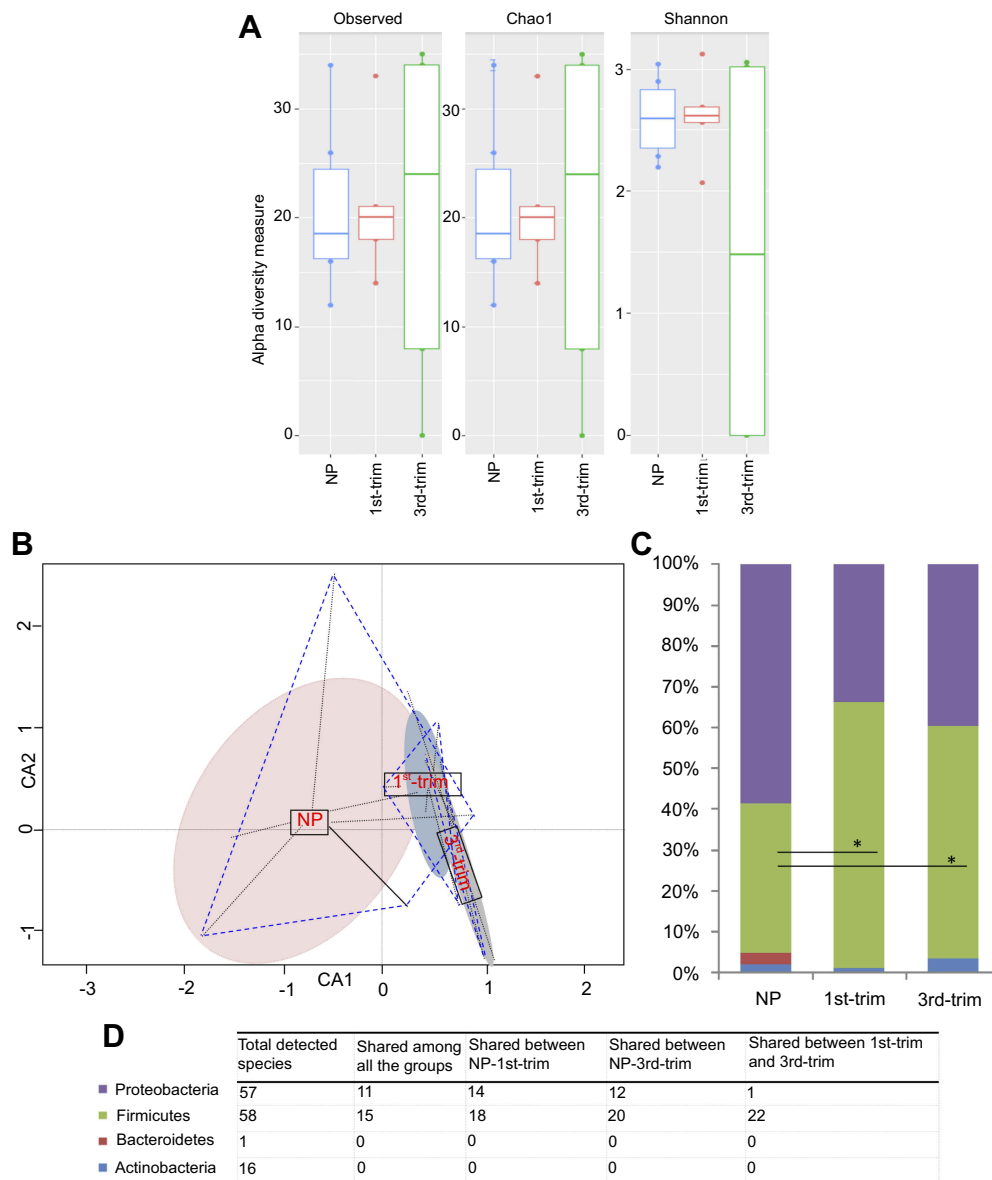 A
Observed
Chao1
Shannon
Alpha diversity measure
30
20
10
0
30
20
10
0
3
2
1
0
NP
1st-trim
3rd-trim
NP
1st-trim
3rd-trim
NP
1st-trim
3rd-trim
B
CA2
2
1
0
-1
NP
1st-trim
3rd-trim
-3
-2
-1
CA1
0
1
2
C
100%
90%
80%
70%
60%
50%
40%
30%
20%
10%
0%
*
*
NP
1st-trim
3rd-trim
D
Total detected species
Shared among all the groups
Shared between NP-1st-trim
Shared between NP-3rd-trim
Shared between 1st-trim and 3rd-trim
Proteobacteria 57 11 14 12 1
Firmicutes 58 15 18 20 22
Bacteroidetes 1 0 0 0 0
Actinobacteria 16 0 0 0 0